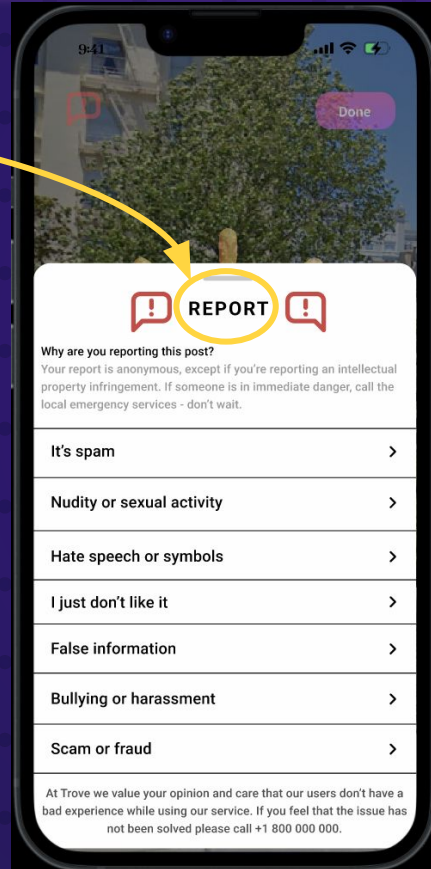 9:41
Done
REPORT
Why are you reporting this post?
Your report is anonymous, except if you're reporting an intellectual
property infringement. If someone is in immediate danger, call the
local emergency services - don't wait.
It's spam
Nudity or sexual activity
Hate speech or symbols
I just don't like it
False information
Bullying or harassment
Scam or fraud
At Trove we value your opinion and care that our users don't have a
bad experience while using our service. If you feel that the issue has
not been solved please call +1 800 000 000.